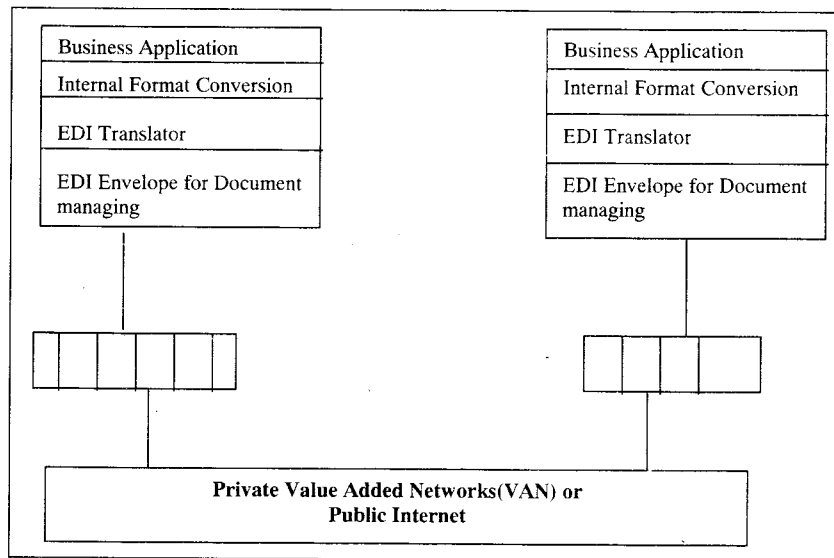 Business Application
Internal Format Conversion
EDI Translator
EDI Envelope for Document
managing
Business Application
Internal Format Conversion
EDI Translator
EDI Envelope for Document
managing
Private Value Added Networks(VAN) or
Public Internet